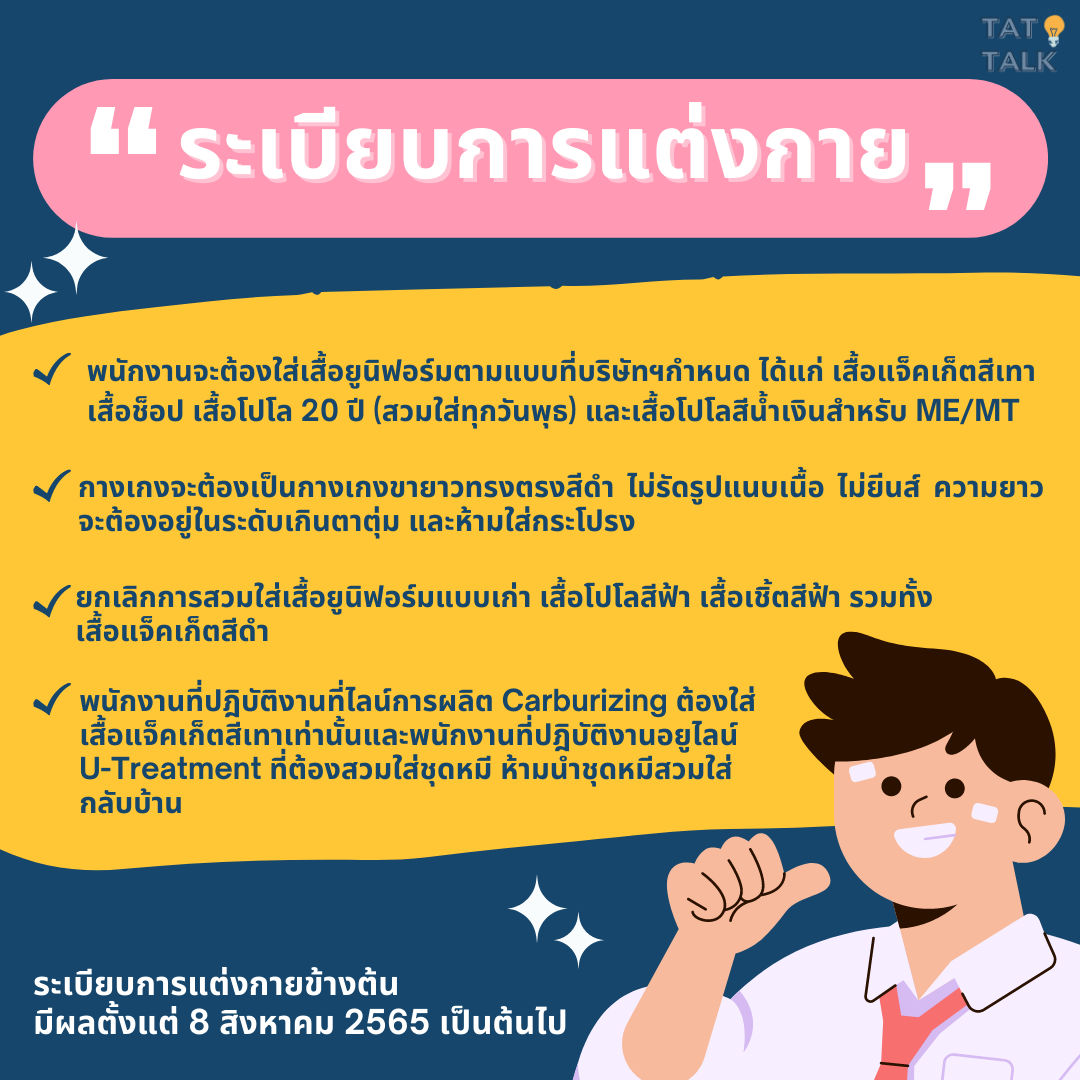 TAT
TALK
“ระเบียบการแต่งกาย”
พนักงานจะต้องใส่เสื้อยูนิฟอร์มตามแบบที่บริษัทฯกำหนด ได้แก่ เสื้อแจ็คเก็ตสีเทา
เสื้อช็อป เสื้อโปโล 20 ปี (สวมใส่ทุกวันพุธ) และเสื้อโปโลสีน้ำเงินสำหรับ ME/MT
กางเกงจะต้องเป็นกางเกงขายาวทรงตรงสีดำ ไม่รัดรูปแนบเนื้อ ไม่ยีนส์ ความยาว
จะต้องอยู่ในระดับเกินตาตุ่ม และห้ามใส่กระโปรง
ยกเลิกการสวมใส่เสื้อยูนิฟอร์มแบบเก่า เสื้อโปโลสีฟ้า เสื้อเชิ้ตสีฟ้า รวมทั้ง
เสื้อแจ็คเก็ตสีดำ
พนักงานที่ปฎิบัติงานที่ไลน์การผลิต Carburizing ต้องใส่
เสื้อแจ็คเก็ตสีเทาเท่านั้นและพนักงานที่ปฎิบัติงานอยูไลน์
U-Treatment ที่ต้องสวมใส่ชุดหมี ห้ามนำชุดหมีสวมใส่
กลับบ้าน
ระเบียบการแต่งกายข้างต้น
มีผลตั้งแต่ 8 สิงหาคม 2565 เป็นต้นไป